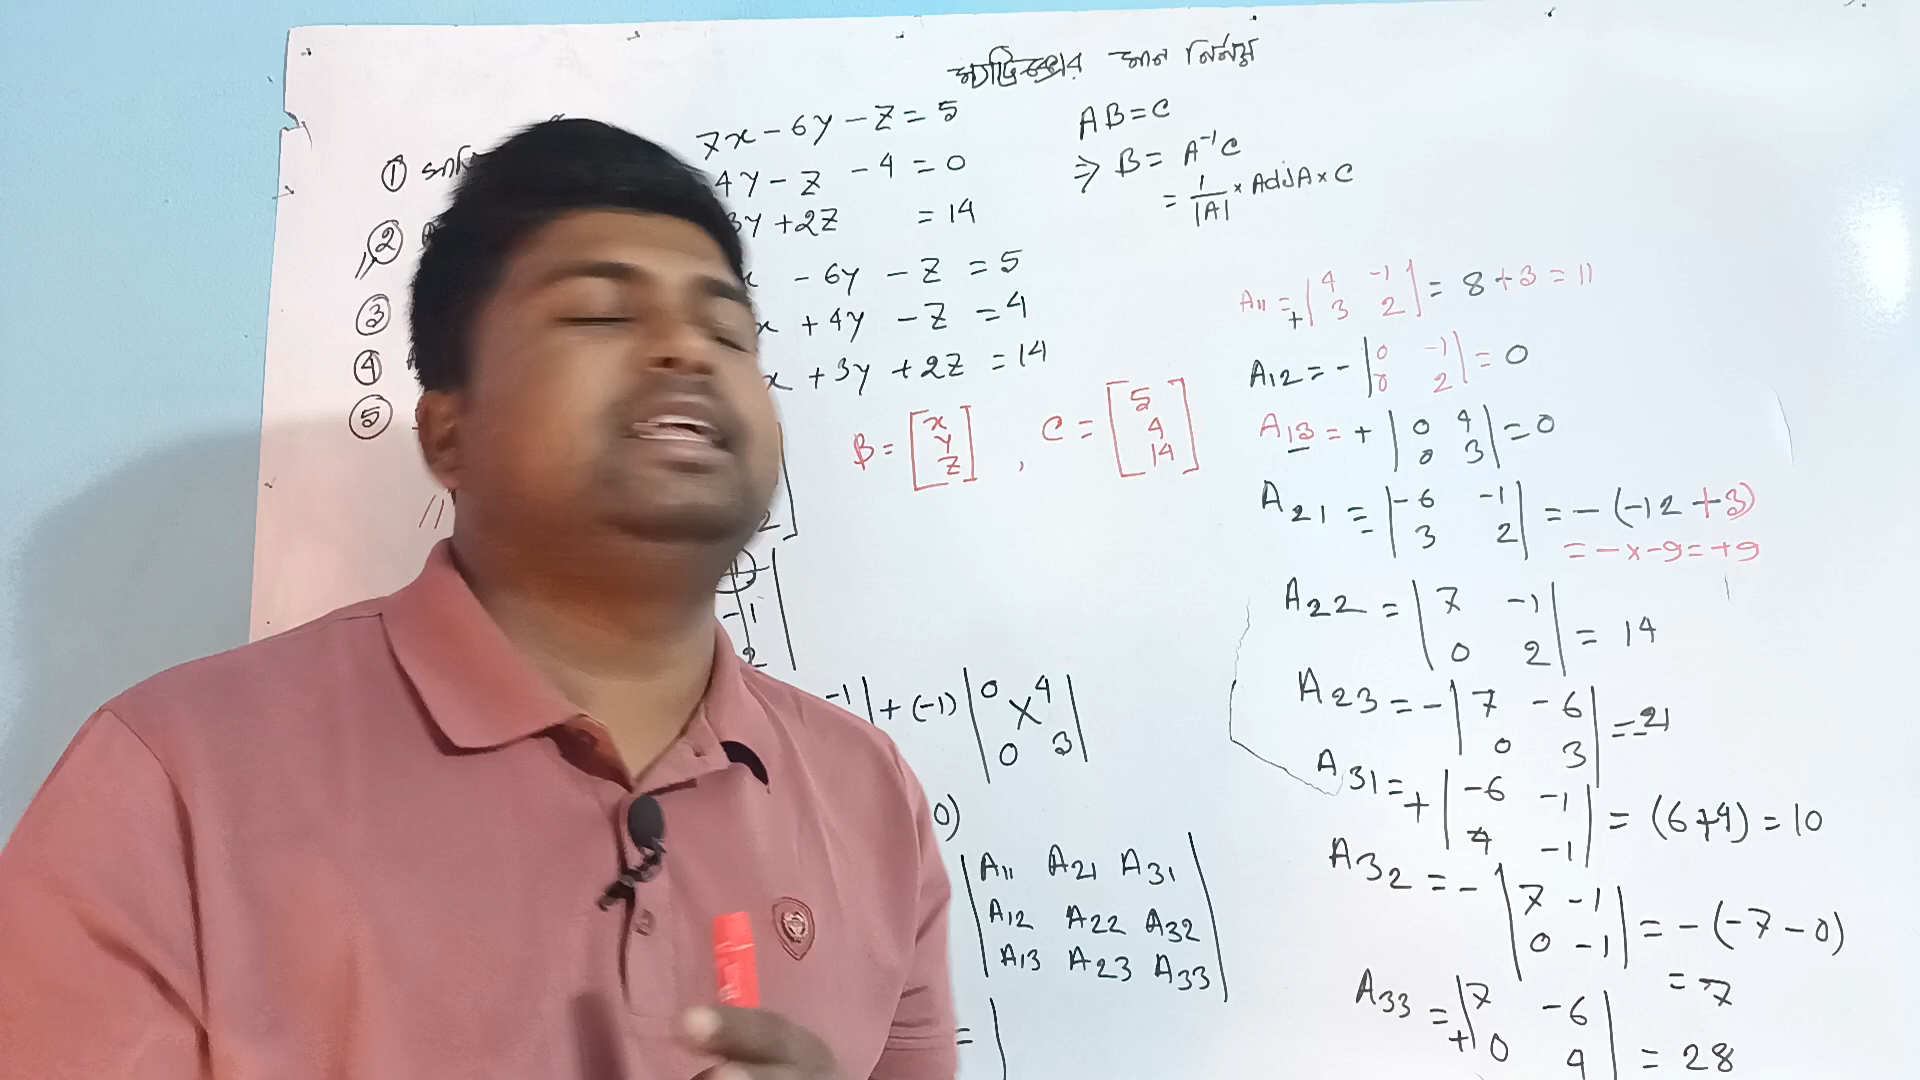 মান নির্নয়
① 
②
③
④
⑤
7x - 6y - z = 5
4y - z - 4 = 0
3y + 2z = 14
- 6y - z = 5
x + 4y - z = 4
x + 3y + 2z = 14
B = [x y z] , C = [5 4 14]
2
-1
2
-1| + (-1) |0 4
0 3|
0)
A11 A21 A31
A12 A22 A32
A13 A23 A33
=
AB = C
⇒ B = A⁻¹C
= 1/|A| × AdjA × C
A11 = + |4 -1
3 2| = 8 + 3 = 11
A12 = - |0 -1
0 2| = 0
A13 = + |0 4
0 3| = 0
A21 = |-6 -1
3 2| = - (-12 + 3)
= - x - 9 = + 9
A22 = |7 -1
0 2| = 14
A23 = - |7 -6
0 3| = -21
A31 = + |-6 -1
4 -1| = (6+4) = 10
A32 = - |7 -1
0 -1| = - (-7 - 0)
= 7
A33 = + |7 -6
0 4| = 28